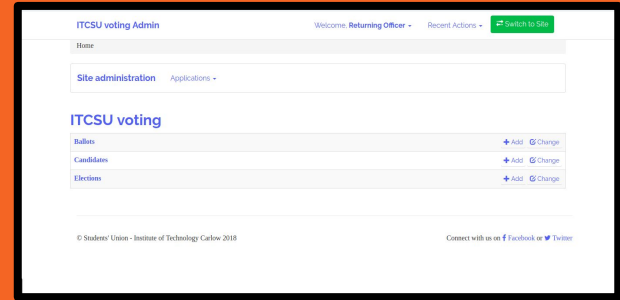 ITCSU voting Admin Welcome, Returning Officer Recent Actions Switch to Site
Home
Site administration Applications
ITCSU voting
Ballots Add Change
Candidates Add Change
Elections Add Change
© Students' Union - Institute of Technology Carlow 2018 Connect with us on Facebook or Twitter